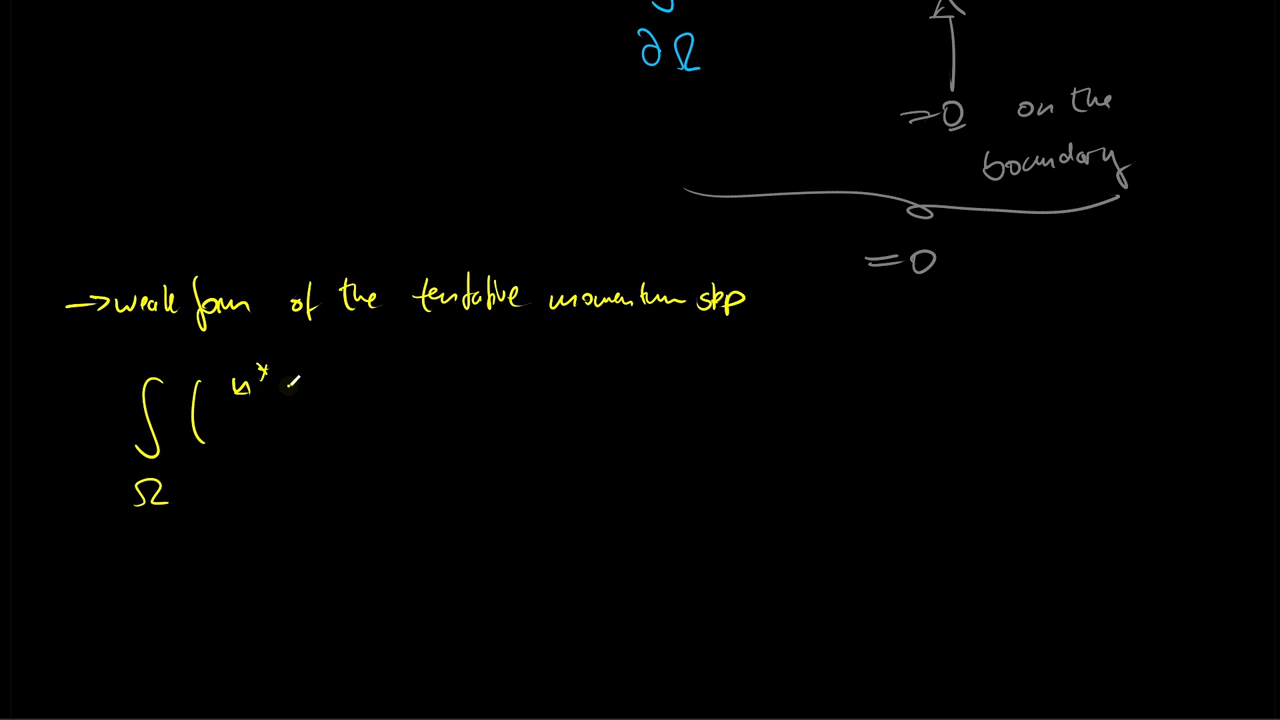 ∂Ω
=0 on the
boundary
=0
→ weak form of the tentative momentum step
∫ ( u* -
Ω